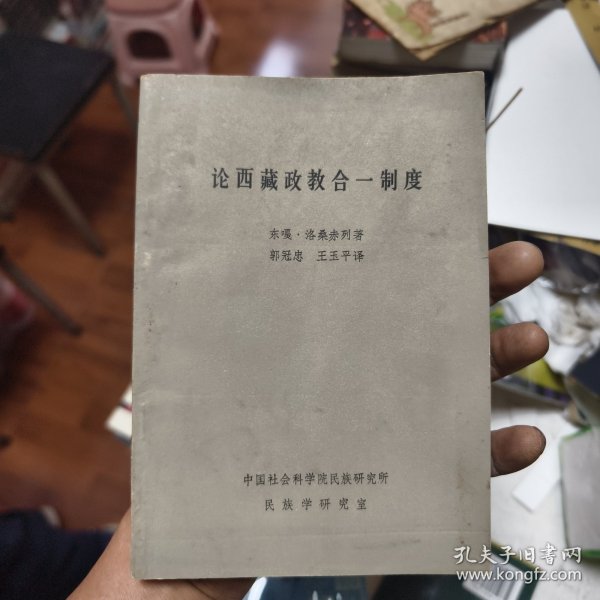 论西藏政教合一制度
东嘎·洛桑赤列著
郭冠忠 王玉平译
中国社会科学院民族研究所
民族学研究室
孔夫子旧书网
www.kongfz.com